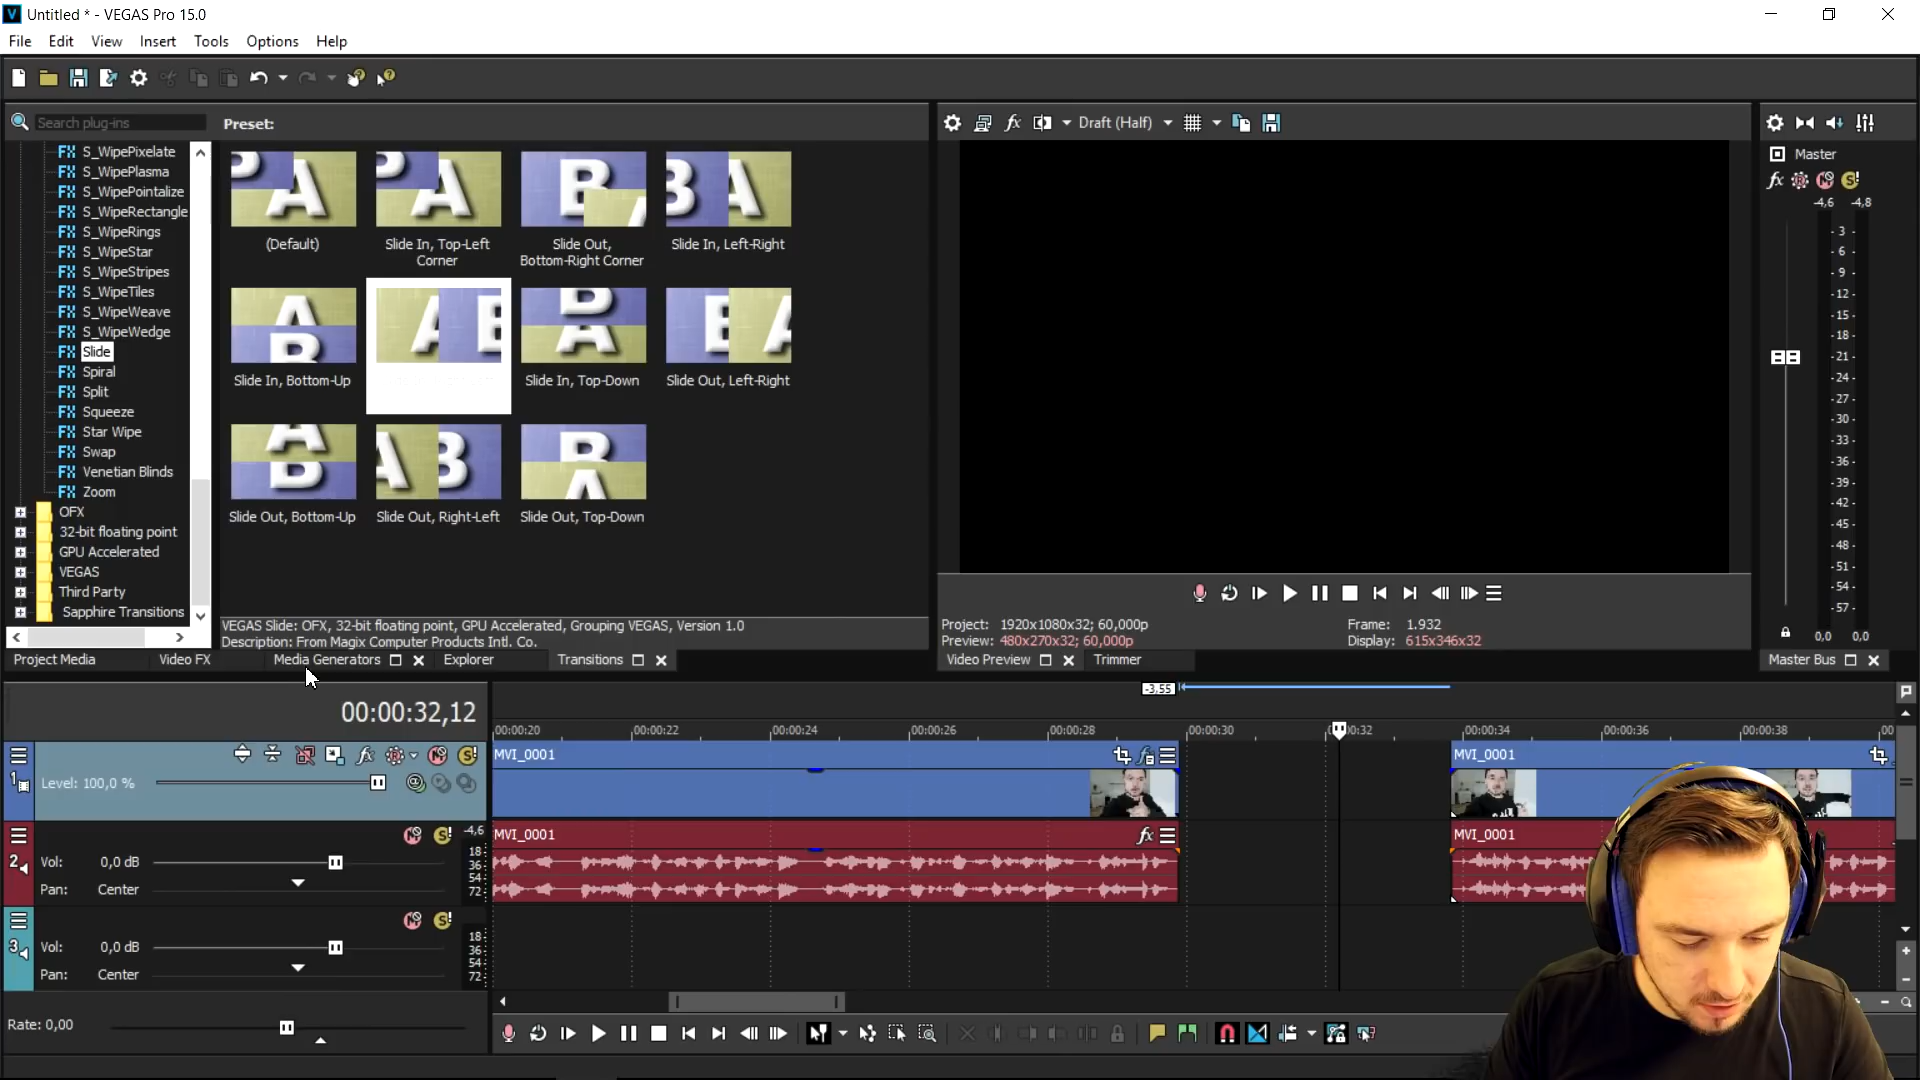 Untitled * - VEGAS Pro 15.0
File Edit View Insert Tools Options Help
Search plug-ins
Preset:
S_WipePixelate
S_WipePlasma
S_WipePointalize
S_WipeRectangle
S_WipeRings
S_WipeStar
S_WipeStripes
S_WipeTiles
S_WipeWeave
S_WipeWedge
Slide
Spiral
Split
Squeeze
Star Wipe
Swap
Venetian Blinds
Zoom
OFX
32-bit floating point
GPU Accelerated
VEGAS
Third Party
Sapphire Transitions
(Default)
Slide In, Top-Left
Corner
Slide Out,
Bottom-Right Corner
Slide In, Left-Right
Slide In, Bottom-Up
Slide In, Top-Down
Slide Out, Left-Right
Slide Out, Bottom-Up
Slide Out, Right-Left
Slide Out, Top-Down
VEGAS Slide: OFX, 32-bit floating point, GPU Accelerated, Grouping VEGAS, Version 1.0
Description: From Magix Computer Products Intl. Co.
Project Media Video FX Media Generators Explorer Transitions
Draft (Half)
Project: 1920x1080x32; 60,000p
Preview: 480x270x32; 60,000p
Frame: 1.932
Display: 615x346x32
Video Preview Trimmer
Master
-4,6 -4,8
- 3 -
- 6 -
- 9 -
- 12 -
- 15 -
- 18 -
- 21 -
- 24 -
- 27 -
- 30 -
- 33 -
- 36 -
- 39 -
- 42 -
- 45 -
- 48 -
- 51 -
- 54 -
- 57 -
0,0 0,0
Master Bus
00:00:32,12
-3,55
00:00:20 00:00:22 00:00:24 00:00:26 00:00:28 00:00:30 0:32 00:00:34 00:00:36 00:00:38 00
1
Level: 100,0 %
MVI_0001 MVI_0001
2
-4,6
18
36
54
72
Vol: 0,0 dB
Pan: Center
MVI_0001 MVI_0001
3
18
36
54
72
Vol: 0,0 dB
Pan: Center
Rate: 0,00